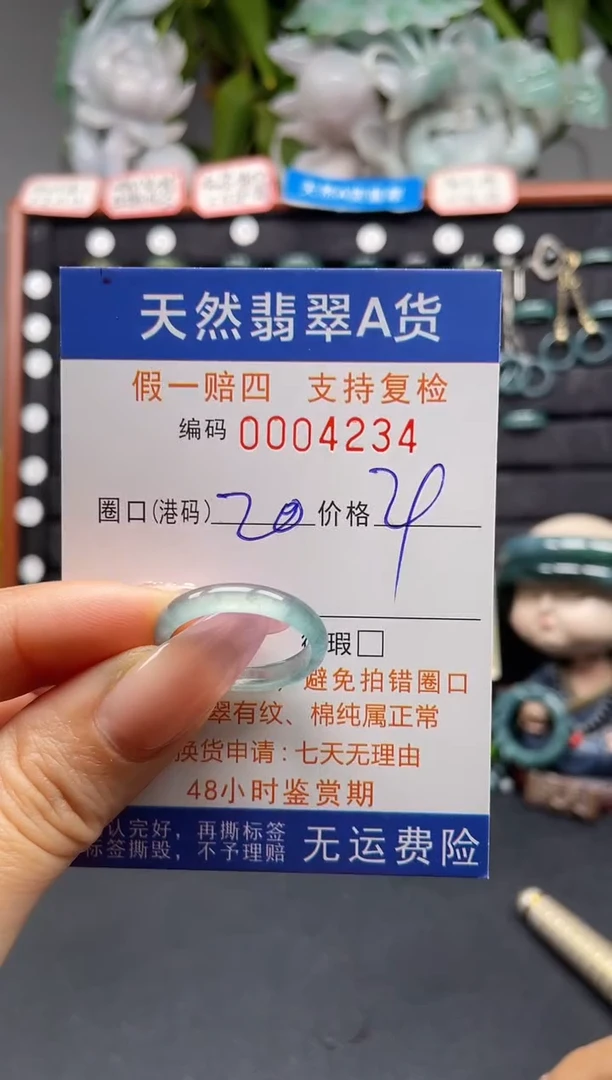 天然翡翠A货
假一赔四 支持复检
编码 0004234
圈口(港码) 20 价格 24
瑕□
避免拍错圈口
翠有纹、棉纯属正常
换货申请:七天无理由
48小时鉴赏期
认完好，再撕标签
标签撕毁，不予理赔
无运费险